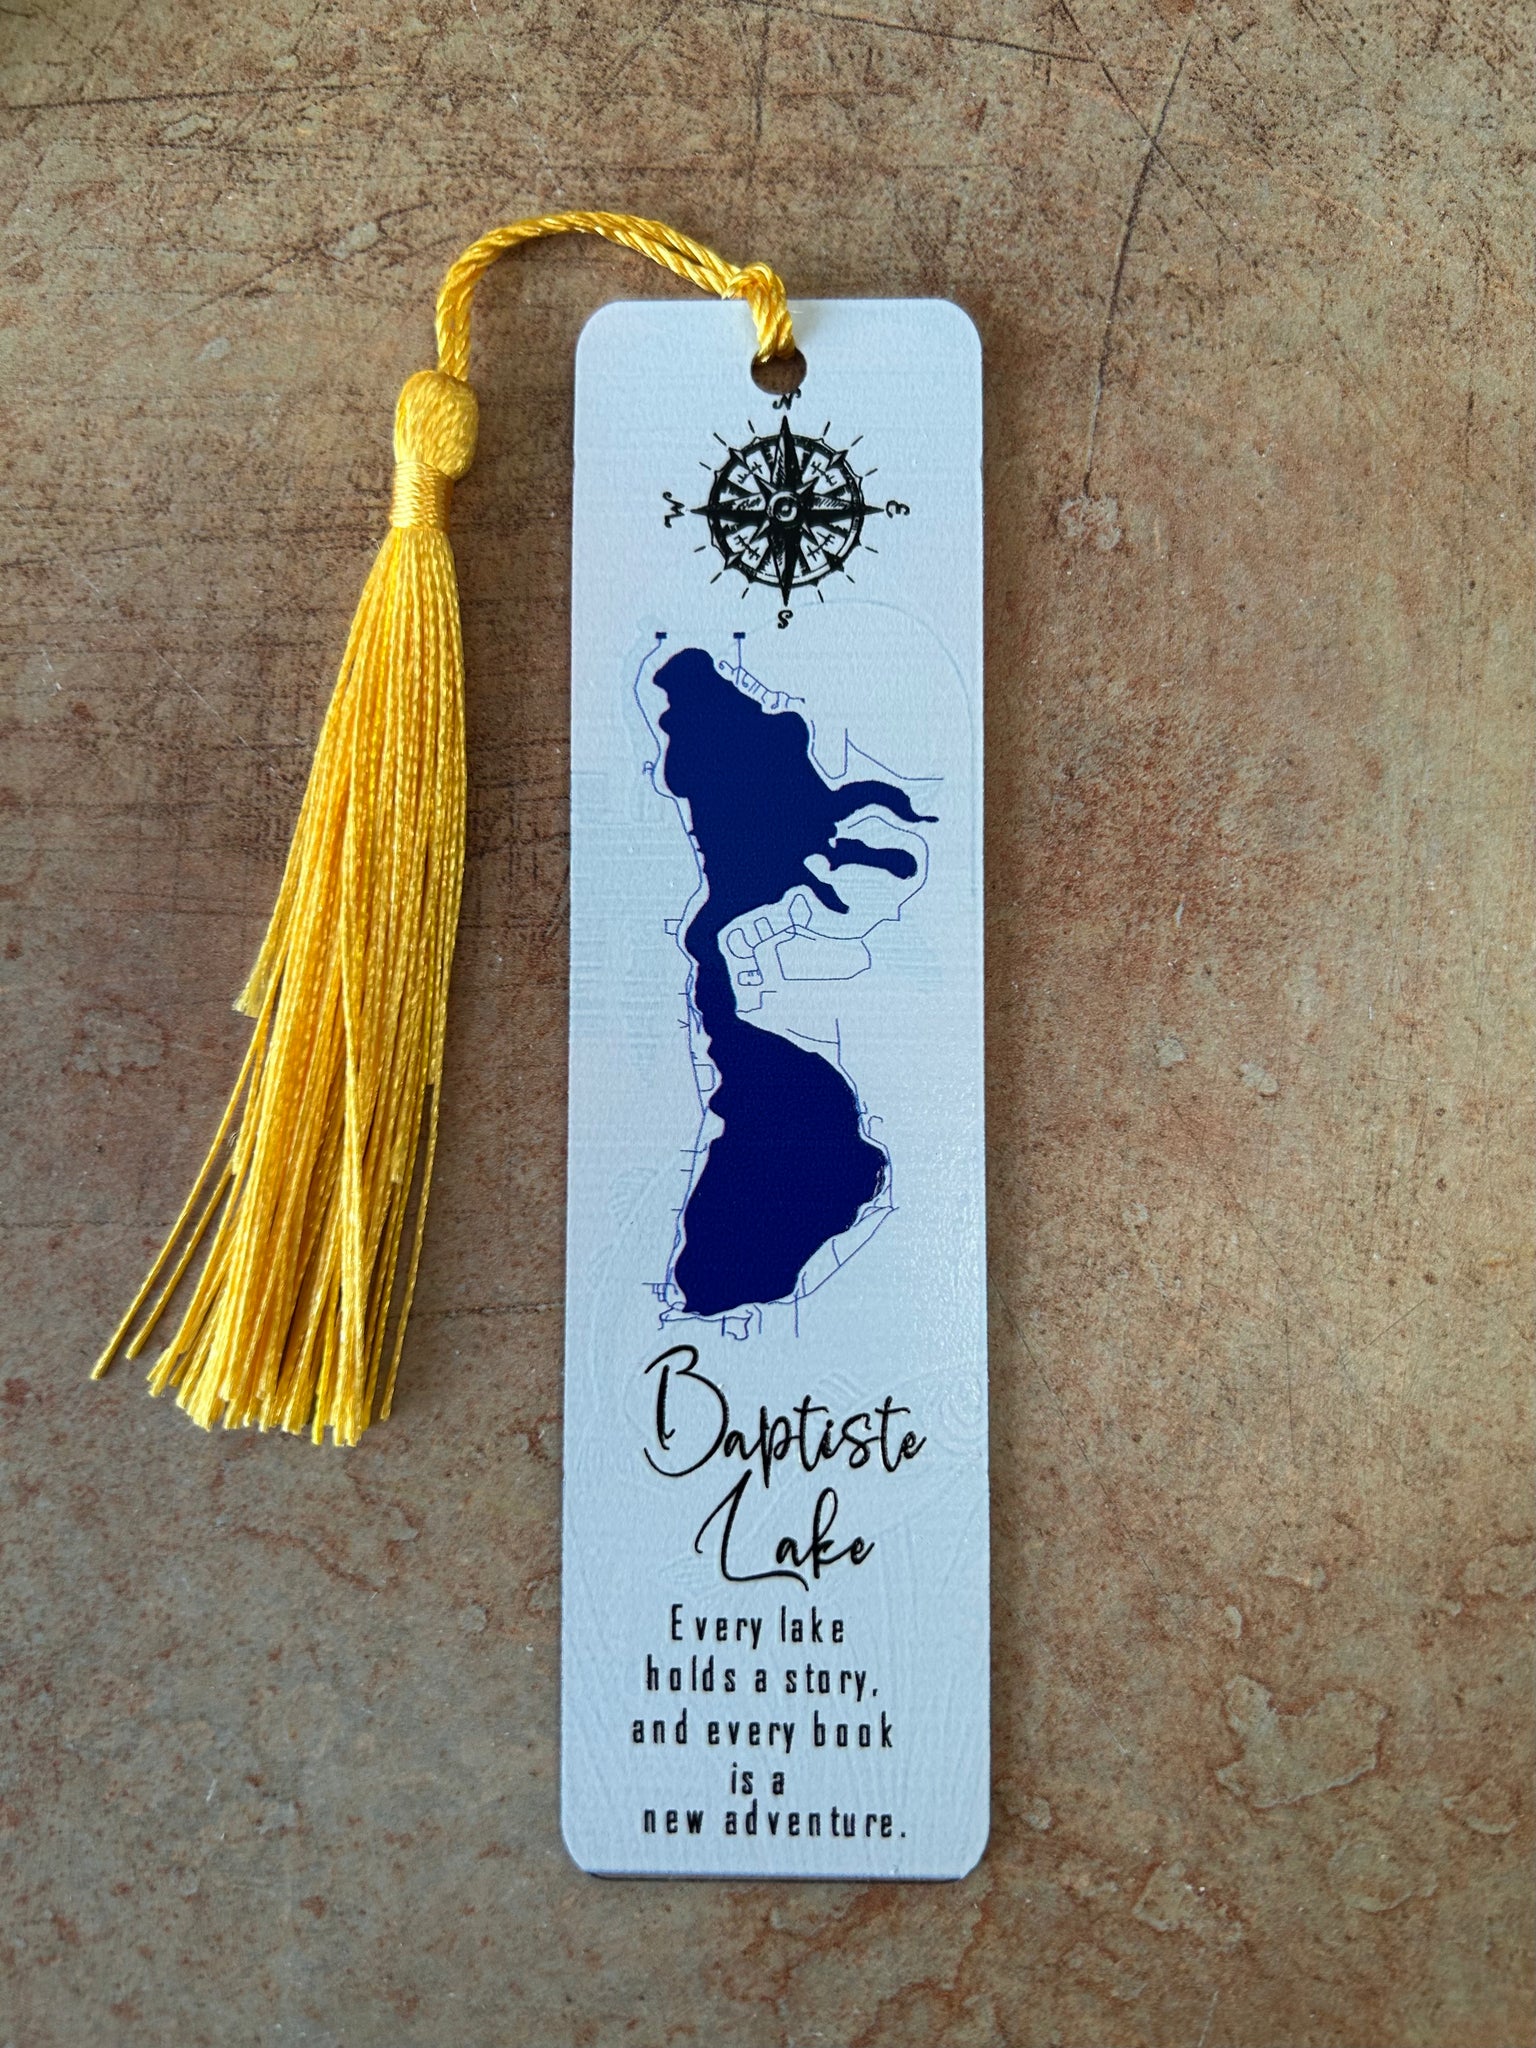 N
W E
S
Baptiste
Lake
Every lake
holds a story,
and every book
is a
new adventure.